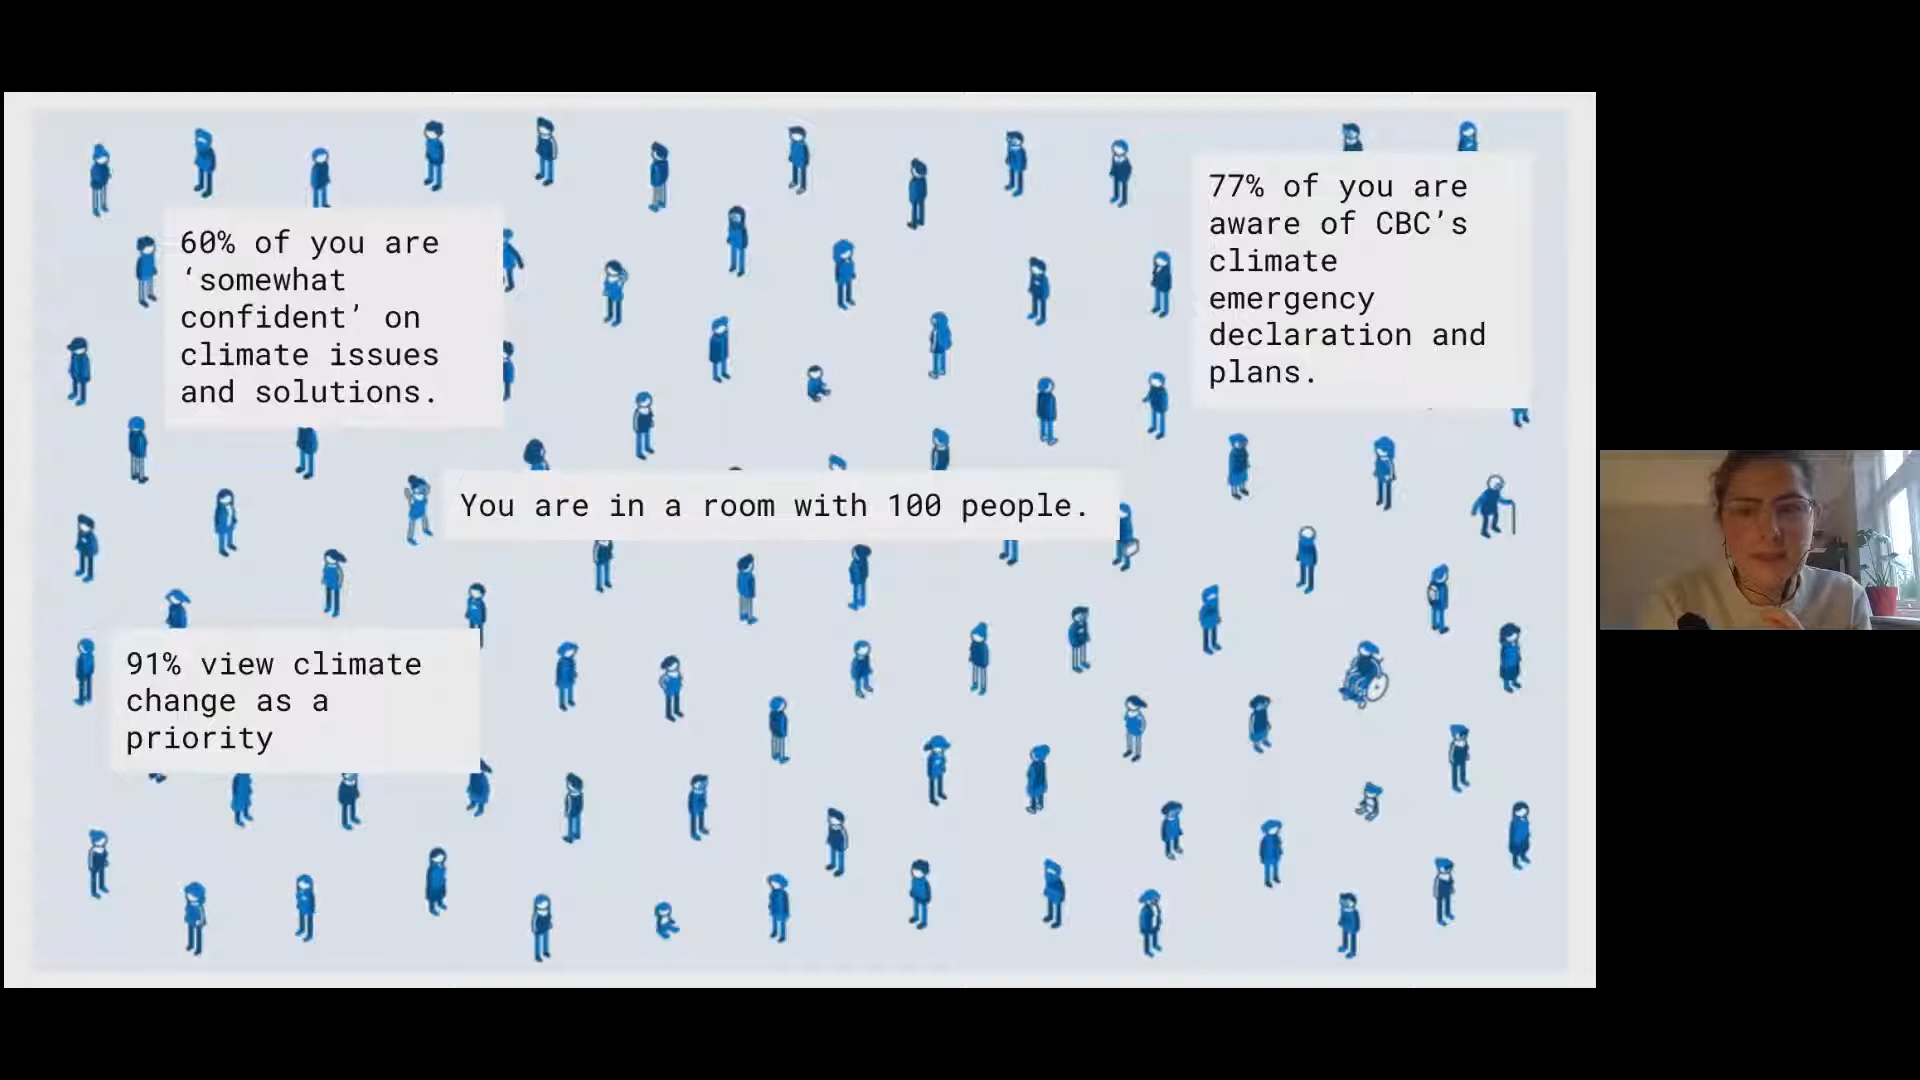 60% of you are
‘somewhat
confident’ on
climate issues
and solutions.
77% of you are
aware of CBC’s
climate
emergency
declaration and
plans.
You are in a room with 100 people.
91% view climate
change as a
priority